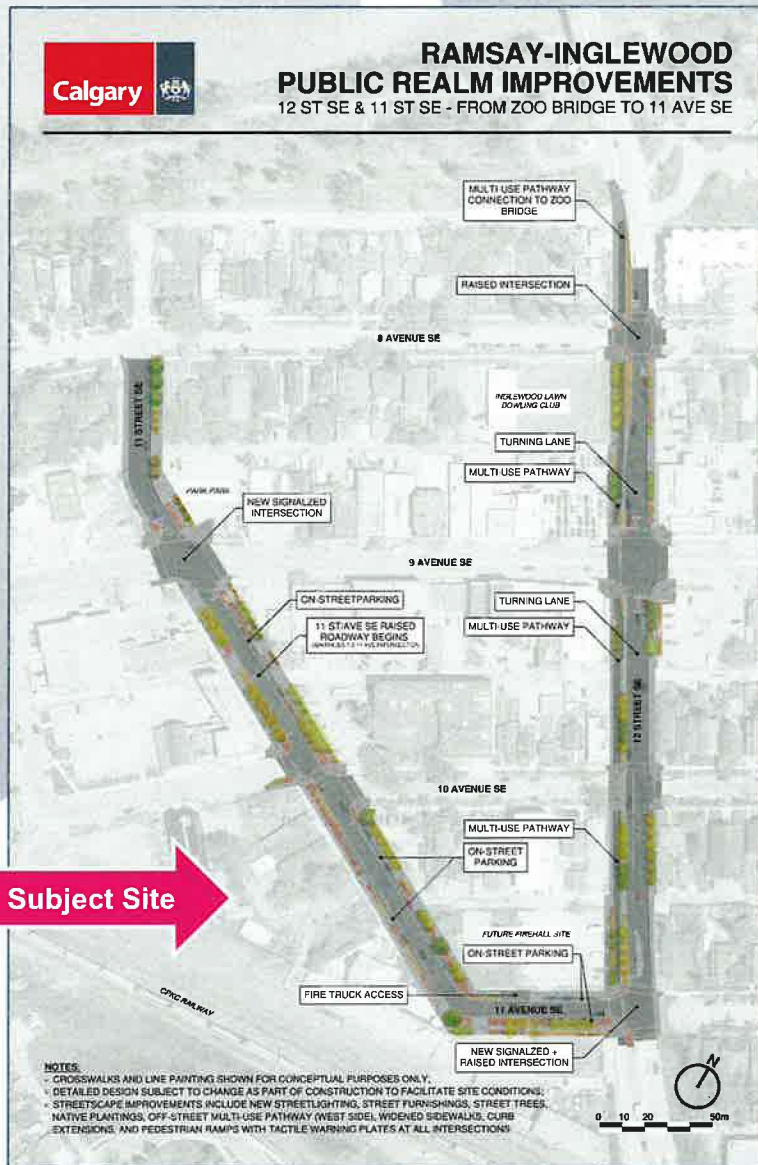 Calgary
RAMSAY-INGLEWOOD
PUBLIC REALM IMPROVEMENTS
12 ST SE & 11 ST SE - FROM ZOO BRIDGE TO 11 AVE SE
MULTI-USE PATHWAY
CONNECTION TO ZOO
BRIDGE
RAISED INTERSECTION
8 AVENUE SE
11 STREET SE
INGLEWOOD LAWN
BOWLING CLUB
TURNING LANE
MULTI-USE PATHWAY
PARK
NEW SIGNALZED
INTERSECTION
9 AVENUE SE
ON-STREETPARKING
TURNING LANE
11 ST/AVE SE RAISED
ROADWAY BEGINS
MULTI-USE PATHWAY
12 STREET SE
10 AVENUE SE
MULTI-USE PATHWAY
ON-STREET
PARKING
Subject Site
FUTURE FIREHALL SITE
ON-STREET PARKING
CPKC RAILWAY
FIRE TRUCK ACCESS
11 AVENUE SE
NEW SIGNALZED +
RAISED INTERSECTION
NOTES:
- CROSSWALKS AND LINE PAINTING SHOWN FOR CONCEPTUAL PURPOSES ONLY;
- DETAILED DESIGN SUBJECT TO CHANGE AS PART OF CONSTRUCTION TO FACILITATE SITE CONDITIONS;
- STREETSCAPE IMPROVEMENTS INCLUDE NEW STREETLIGHTING, STREET FURNISHINGS, STREET TREES,
NATIVE PLANTINGS, OFF-STREET MULTI-USE PATHWAY (WEST SIDE), WIDENED SIDEWALKS, CURB
EXTENSIONS, AND PEDESTRIAN RAMPS WITH TACTILE WARNING PLATES AT ALL INTERSECTIONS
N
0 10 20 50m